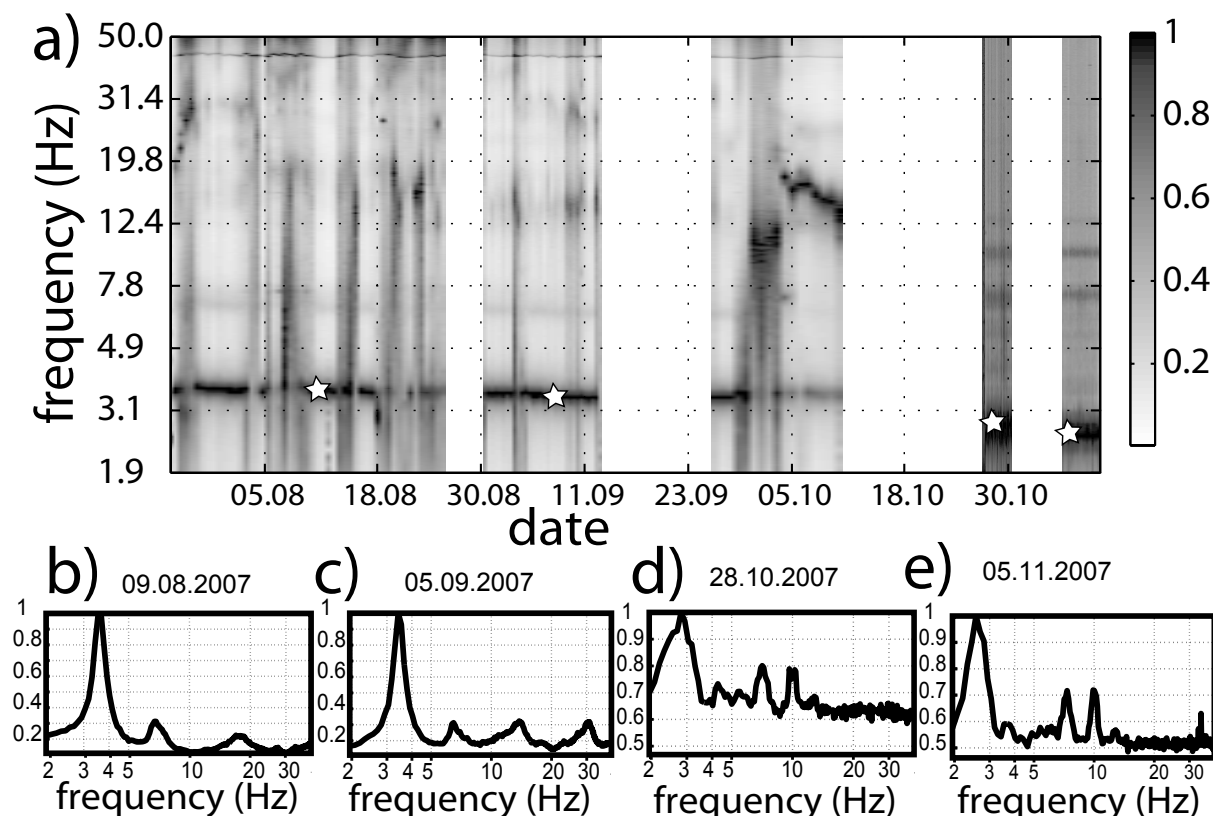 a)
50.0
31.4
19.8
12.4
7.8
4.9
3.1
1.9
frequency (Hz)
05.08 18.08 30.08 11.09 23.09 05.10 18.10 30.10
date
1
0.8
0.6
0.4
0.2
b) 09.08.2007
1
0.8
0.6
0.4
0.2
2 3 4 5 10 20 30
frequency (Hz)
c) 05.09.2007
1
0.8
0.6
0.4
0.2
2 3 4 5 10 20 30
frequency (Hz)
d) 28.10.2007
1
0.9
0.8
0.7
0.6
0.5
2 3 4 5 10 20 30
frequency (Hz)
e) 05.11.2007
1
0.9
0.8
0.7
0.6
0.5
2 3 4 5 10 20 30
frequency (Hz)